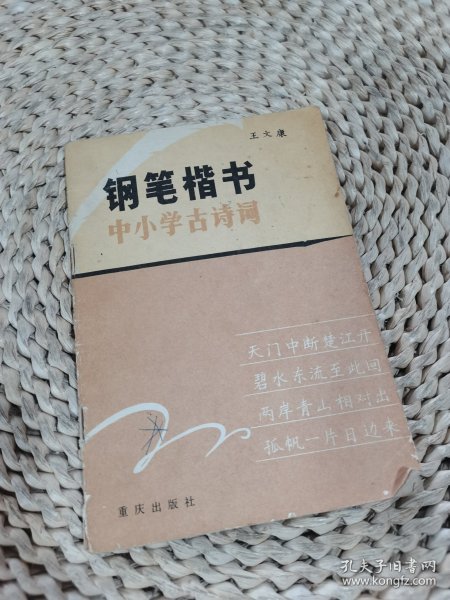 王文康
钢笔楷书
中小学古诗词
天门中断楚江开
碧水东流至此回
两岸青山相对出
孤帆一片日边来
重庆出版社
孔夫子旧书网
www.kongfz.com